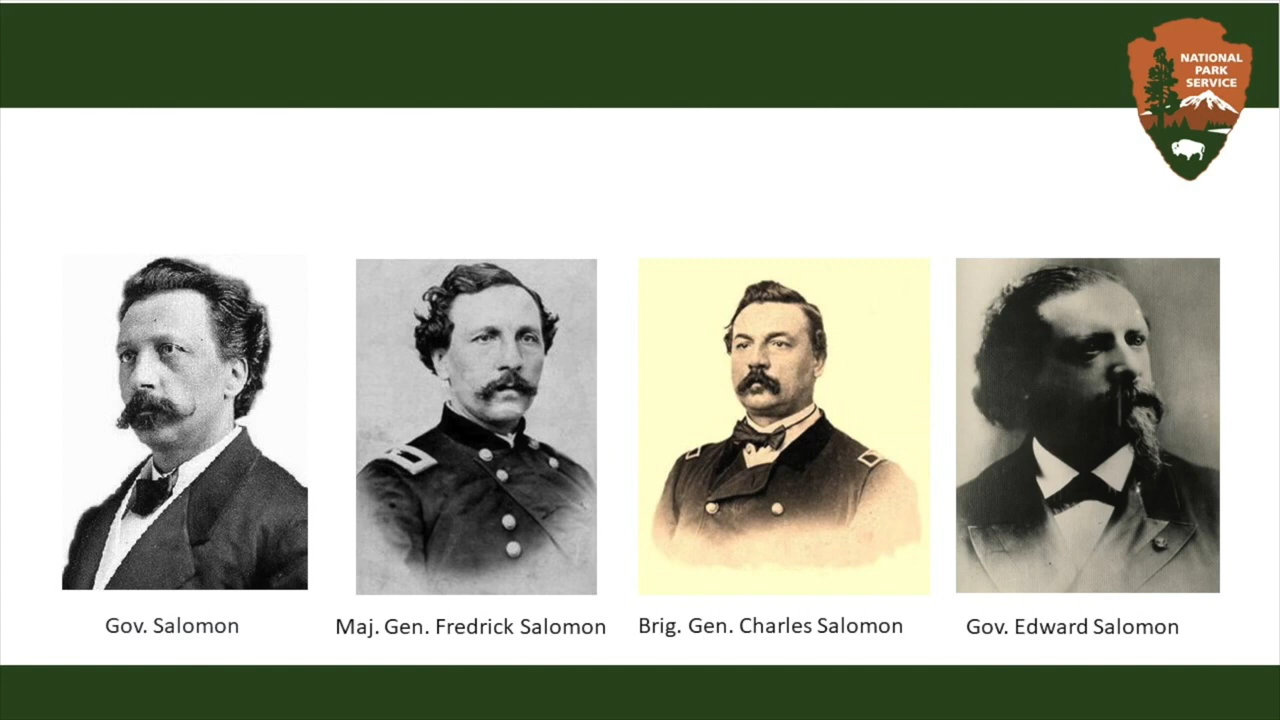 NATIONAL
PARK
SERVICE
Gov. Salomon
Maj. Gen. Fredrick Salomon
Brig. Gen. Charles Salomon
Gov. Edward Salomon